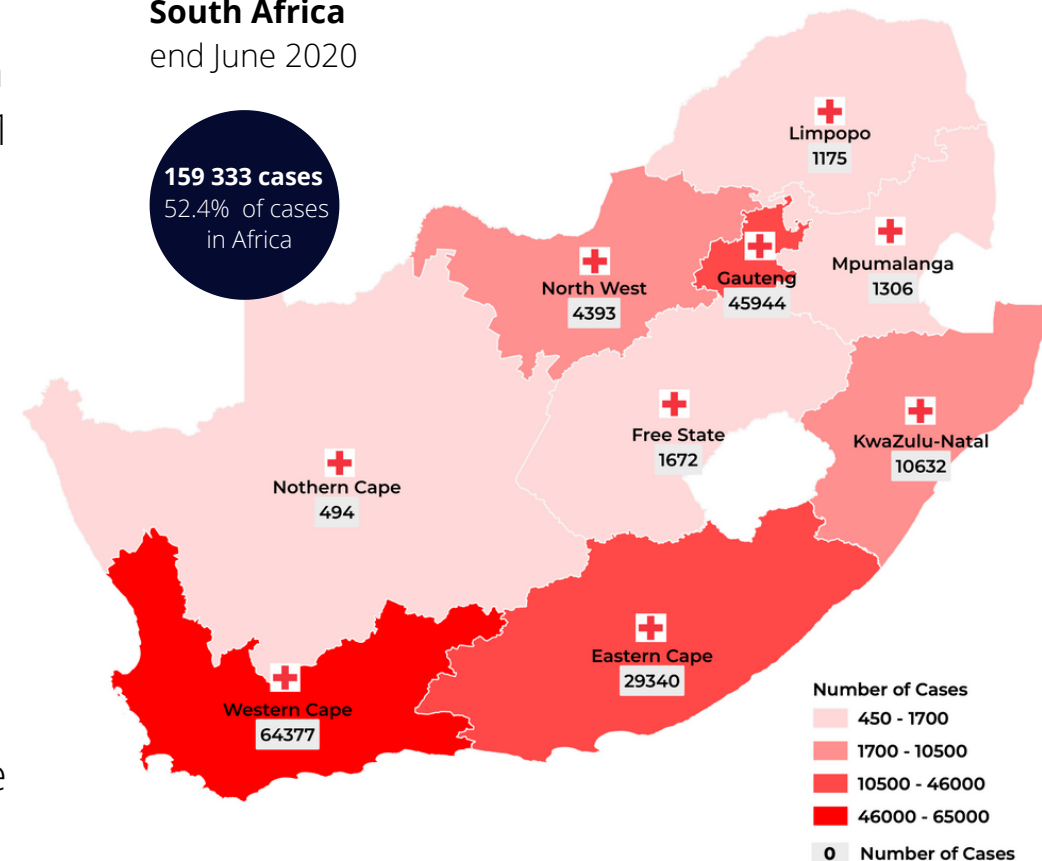 South Africa
end June 2020
159 333 cases
52.4% of cases
in Africa
Limpopo
1175
Mpumalanga
1306
Gauteng
45944
North West
4393
Free State
1672
KwaZulu-Natal
10632
Nothern Cape
494
Eastern Cape
29340
Western Cape
64377
Number of Cases
450 - 1700
1700 - 10500
10500 - 46000
46000 - 65000
0 Number of Cases